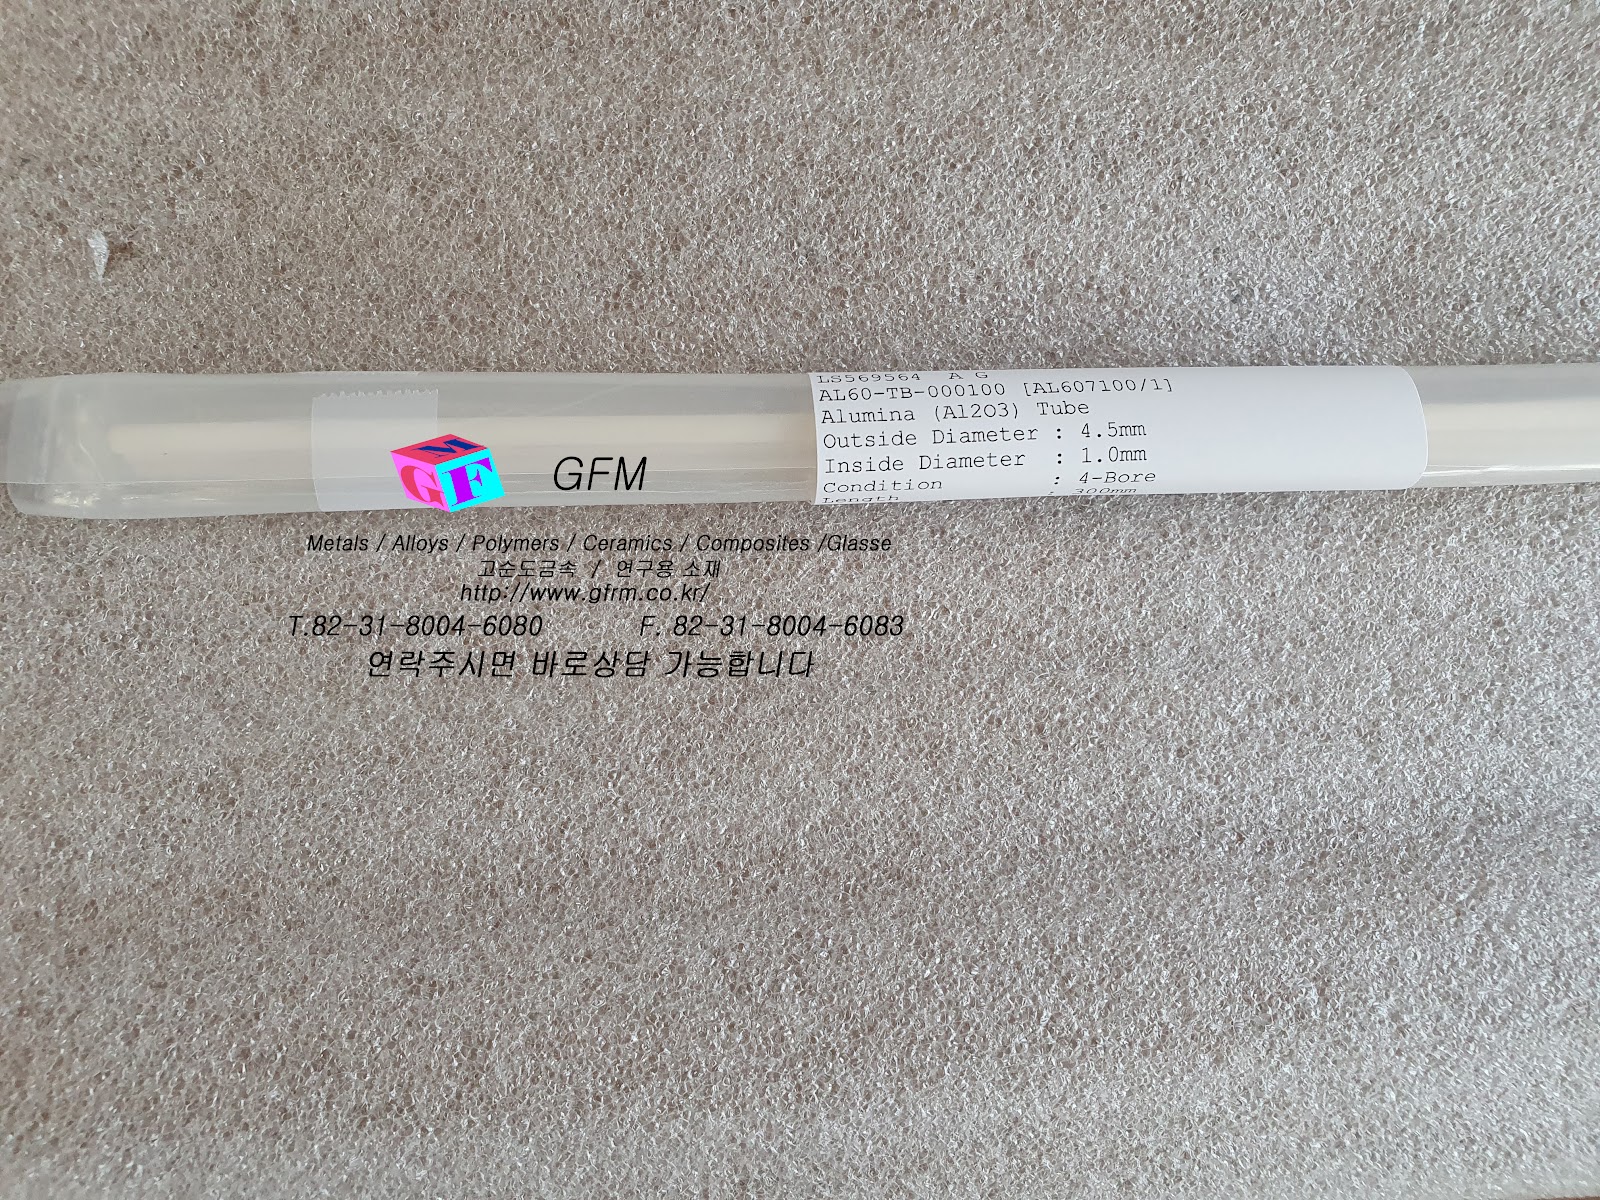 LS569564 A G
AL60-TB-000100 [AL607100/1]
Alumina (Al2O3) Tube
Outside Diameter : 4.5mm
Inside Diameter : 1.0mm
Condition : 4-Bore
Length : 300mm
M
G F
GFM
Metals / Alloys / Polymers / Ceramics / Composites /Glasse
고순도금속 / 연구용 소재
http://www.gfrm.co.kr/
T.82-31-8004-6080 F. 82-31-8004-6083
연락주시면 바로상담 가능합니다